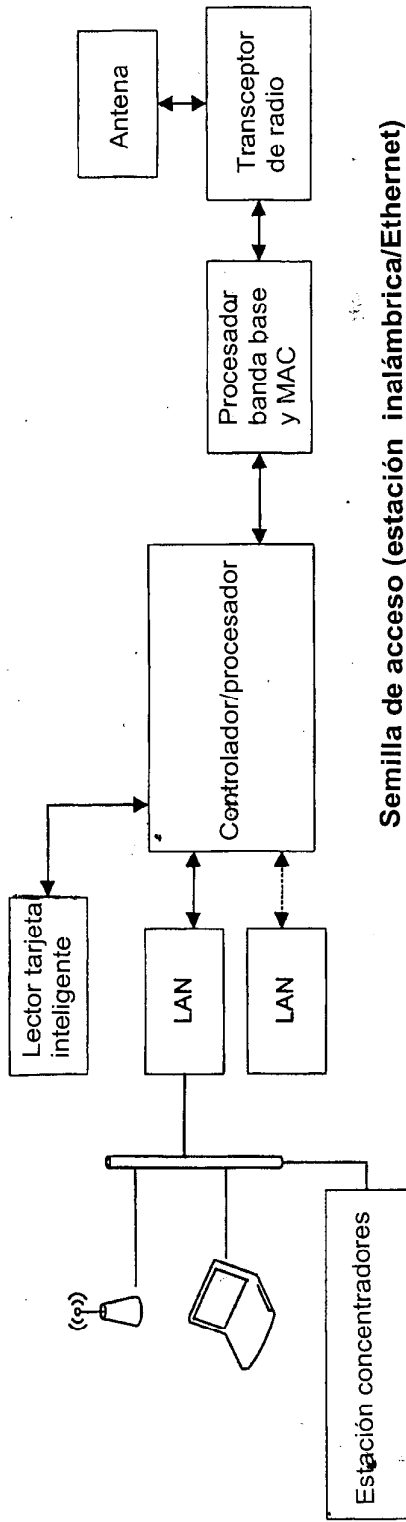 Antena
Transceptor
de radio
Procesador
banda base
y MAC
Controlador/procesador
Lector tarjeta
inteligente
LAN
LAN
Estación concentradores
Semilla de acceso (estación inalámbrica/Ethernet)